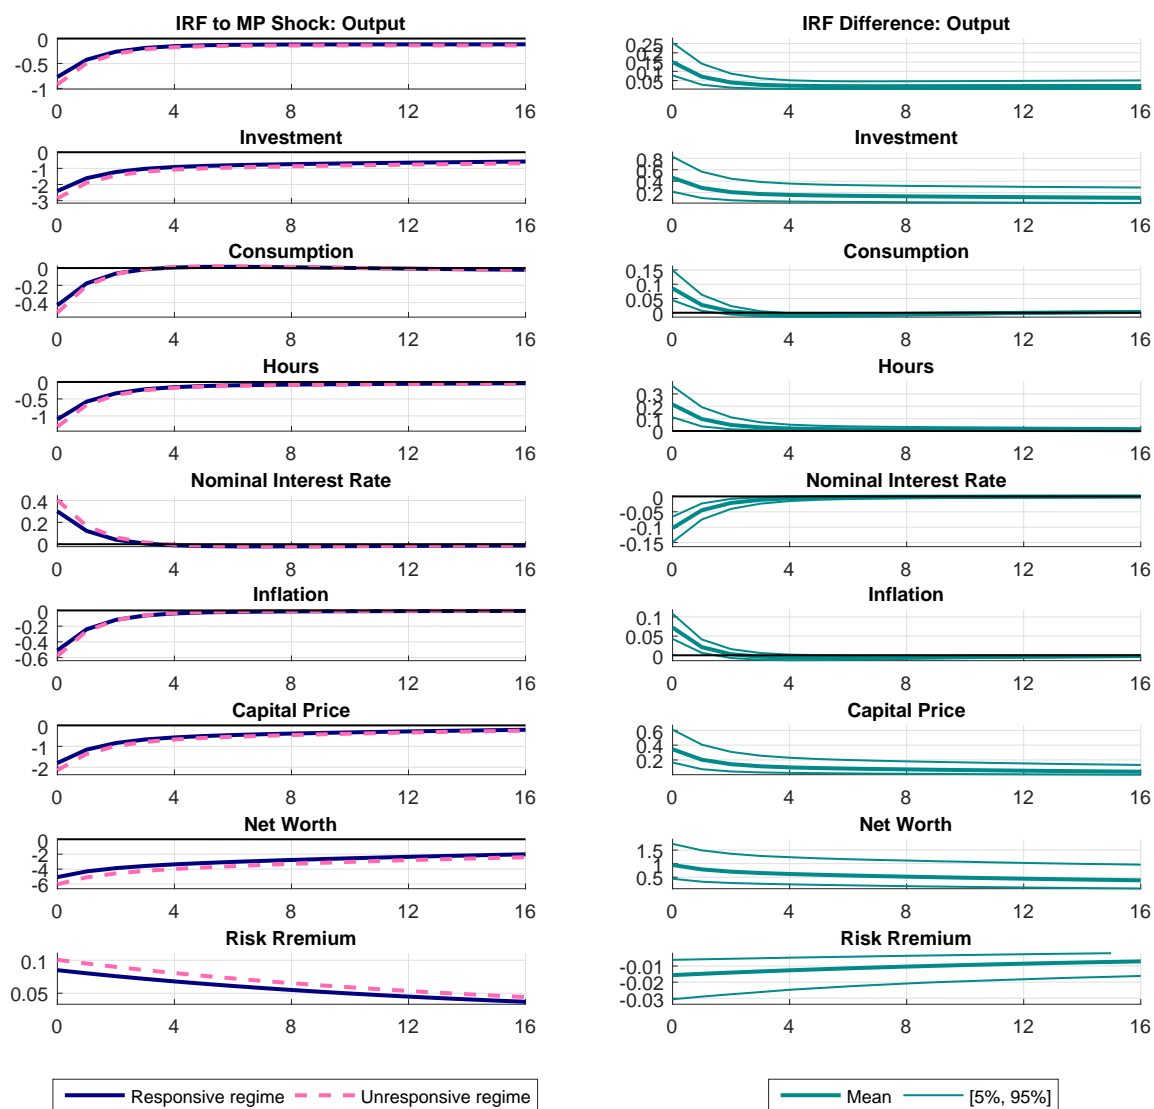 IRF to MP Shock: Output
0
-0.5
-1
0 4 8 12 16
Investment
0
-1
-2
-3
0 4 8 12 16
Consumption
0
-0.2
-0.4
0 4 8 12 16
Hours
0
-0.5
-1
0 4 8 12 16
Nominal Interest Rate
0.4
0.2
0
0 4 8 12 16
Inflation
0
-0.2
-0.4
-0.6
0 4 8 12 16
Capital Price
0
-1
-2
0 4 8 12 16
Net Worth
0
-2
-4
-6
0 4 8 12 16
Risk Rremium
0.1
0.05
0 4 8 12 16
Responsive regime Unresponsive regime
IRF Difference: Output
0.25
0.2
0.15
0.1
0.05
0 4 8 12 16
Investment
0.8
0.6
0.4
0.2
0 4 8 12 16
Consumption
0.15
0.1
0.05
0
0 4 8 12 16
Hours
0.3
0.2
0.1
0
0 4 8 12 16
Nominal Interest Rate
0
-0.05
-0.1
-0.15
0 4 8 12 16
Inflation
0.1
0.05
0
0 4 8 12 16
Capital Price
0.6
0.4
0.2
0 4 8 12 16
Net Worth
1.5
1
0.5
0 4 8 12 16
Risk Rremium
-0.01
-0.02
-0.03
0 4 8 12 16
Mean [5%, 95%]